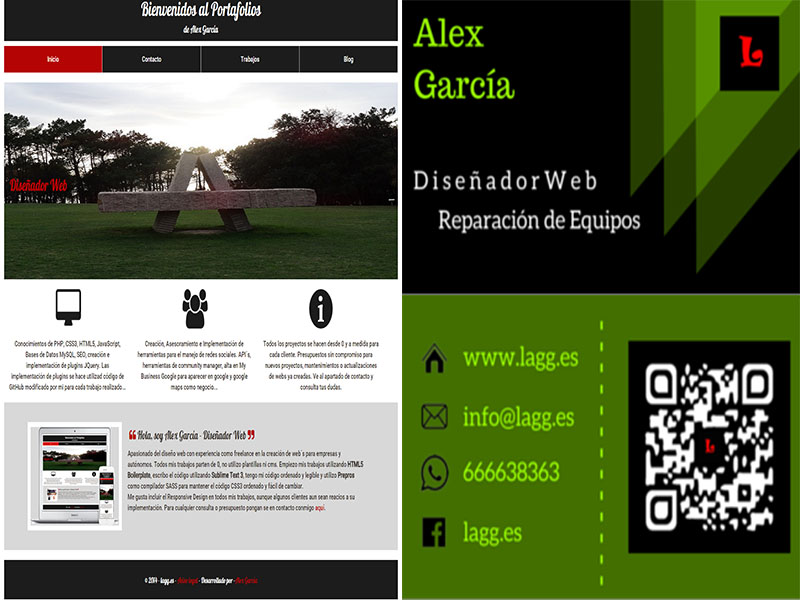 Bienvenidos al Portafolios
de Alex García
Inicio
Contacto
Trabajos
Blog
Diseñador Web
Conocimientos de PHP, CSS3, HTML5, JavaScript,
Bases de Datos MySQL, SEO, creación e
implementación de plugins JQuery. Las
implementación de plugins se hace utilizado código de
GitHub modificado por mi para cada trabajo realizado...
Creación, Asesoramiento e Implementación de
herramientas para el manejo de redes sociales. API´s,
herramientas de community manager, alta en My
Business Google para aparecer en google y google
maps como negocio...
Todos los proyectos se hacen desde 0 y a medida para
cada cliente. Presupuestos sin compromiso para
nuevos proyectos, mantenimientos o actualizaciones
de webs ya creadas. Ve al apartado de contacto y
consulta tus dudas.
Hola, soy Alex García - Diseñador Web
Apasionado del diseño web con experiencia como freelance en la creación de web´s para empresas y
autónomos. Todos mis trabajos parten de 0, no utilizo plantillas ni cms. Empiezo mis trabajos utilizando HTML5
Boilerplate, escribo el código utilizando Sublime Text 3, tengo mi código ordenado y legible y utilizo Prepros
como compilador SASS para mantener el código CSS3 ordenado y fácil de cambiar.
Me gusta incluir el Responsive Design en todos mis trabajos, aunque algunos clientes aun sean recios a su
implementación. Para cualquier consulta o presupuesto pongan se en contacto conmigo aquí.
© 2014 - lagg.es - Aviso legal - Desarrollado por - Alex García
Alex
García
L
Diseñador Web
Reparación de Equipos
www.lagg.es
info@lagg.es
666638363
lagg.es
L